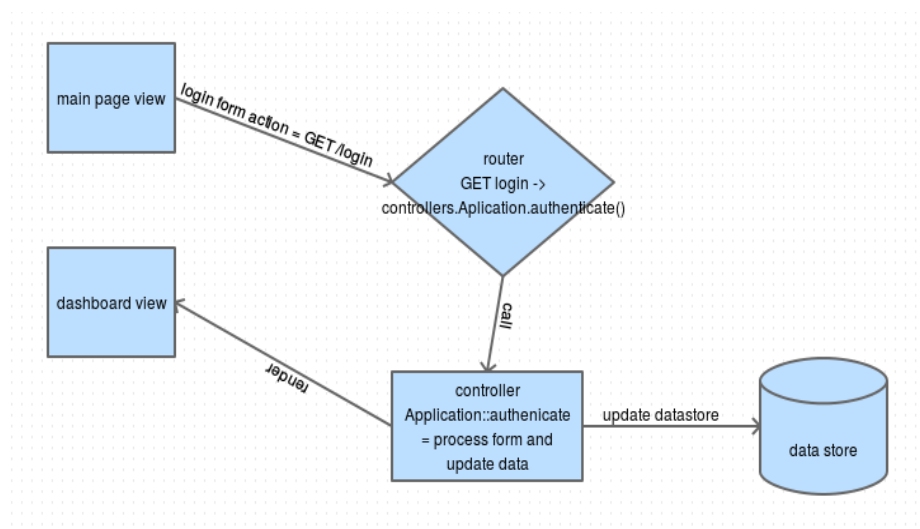 main page view
login form action = GET /login
router
GET login ->
controllers.Aplication.authenticate()
call
dashboard view
render
controller
Application::authenicate
= process form and
update data
update datastore
data store